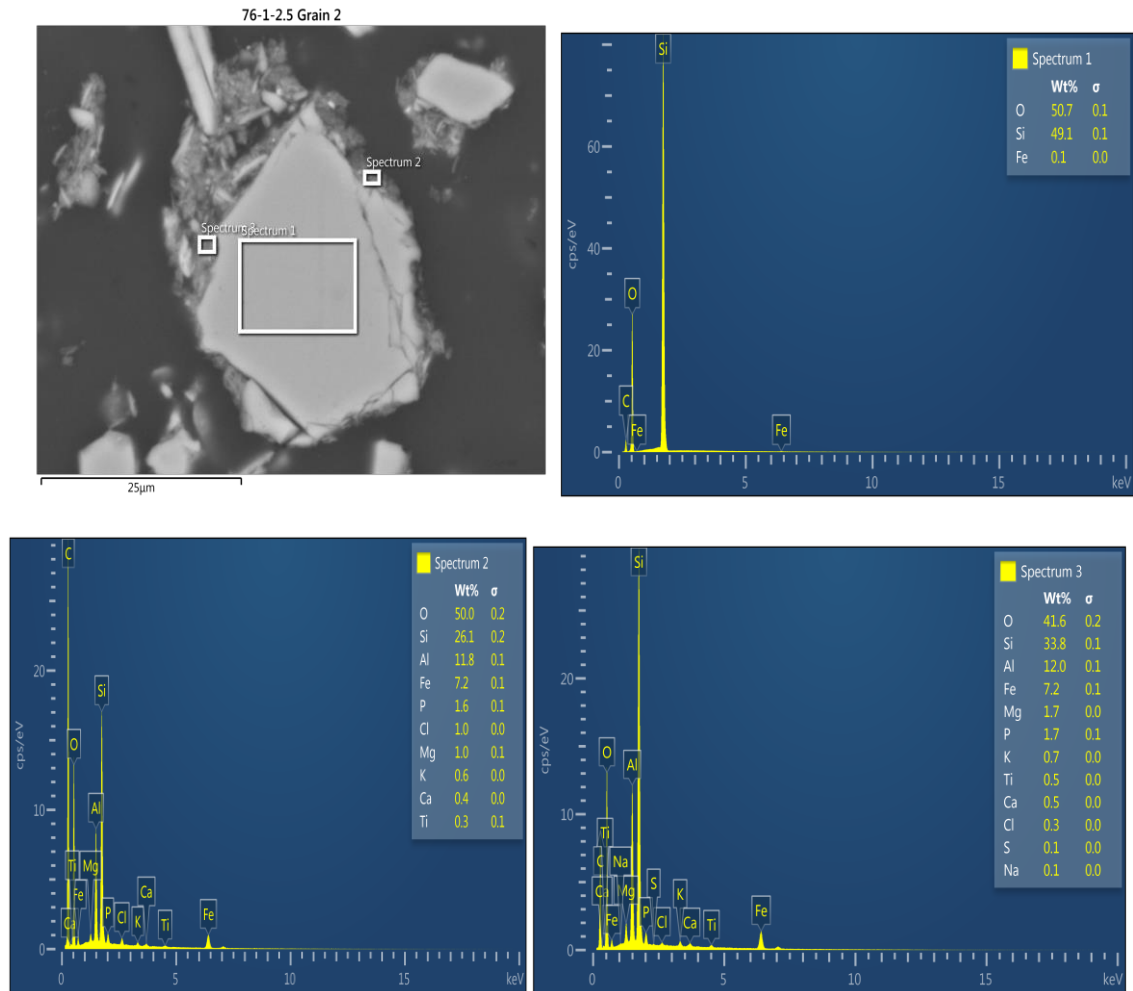 76-1-2.5 Grain 2
Spectrum 2
Spectrum 3
Spectrum 1
25µm
Spectrum 1
Wt% σ
O 50.7 0.1
Si 49.1 0.1
Fe 0.1 0.0
Si
O
C
Fe
Fe
cps/eV
60
40
20
0
0 5 10 15 keV
Spectrum 2
Wt% σ
O 50.0 0.2
Si 26.1 0.2
Al 11.8 0.1
Fe 7.2 0.1
P 1.6 0.1
Cl 1.0 0.0
Mg 1.0 0.1
K 0.6 0.0
Ca 0.4 0.0
Ti 0.3 0.1
C
Si
O
Al
Ti Mg
Fe Ca
Ca P Cl K Ti Fe
cps/eV
20
10
0
0 5 10 15 keV
Spectrum 3
Wt% σ
O 41.6 0.2
Si 33.8 0.1
Al 12.0 0.1
Fe 7.2 0.1
Mg 1.7 0.0
P 1.7 0.1
K 0.7 0.0
Ti 0.5 0.0
Ca 0.5 0.0
Cl 0.3 0.0
S 0.1 0.0
Na 0.1 0.0
Si
O Al
Ti
C Na
Ca Mg S K
Fe P Cl Ca Ti Fe
cps/eV
20
10
0
0 5 10 15 keV